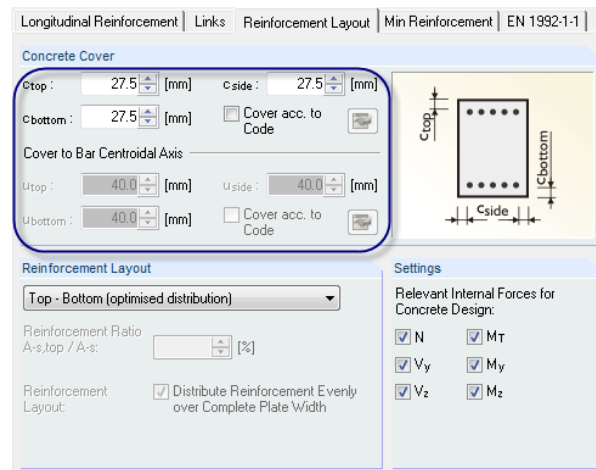 Longitudinal Reinforcement Links Reinforcement Layout Min Reinforcement EN 1992-1-1
Concrete Cover
ctop : 27.5 [mm] cside : 27.5 [mm]
cbottom : 27.5 [mm] Cover acc. to
Code
Cover to Bar Centroidal Axis
utop : 40.0 [mm] uside : 40.0 [mm]
ubottom : 40.0 [mm] Cover acc. to
Code
ctop
cbottom
cside
Reinforcement Layout
Top - Bottom (optimised distribution)
Reinforcement Ratio
A-s,top / A-s: [%]
Reinforcement
Layout:
Distribute Reinforcement Evenly
over Complete Plate Width
Settings
Relevant Internal Forces for
Concrete Design:
N MT
Vy My
Vz Mz